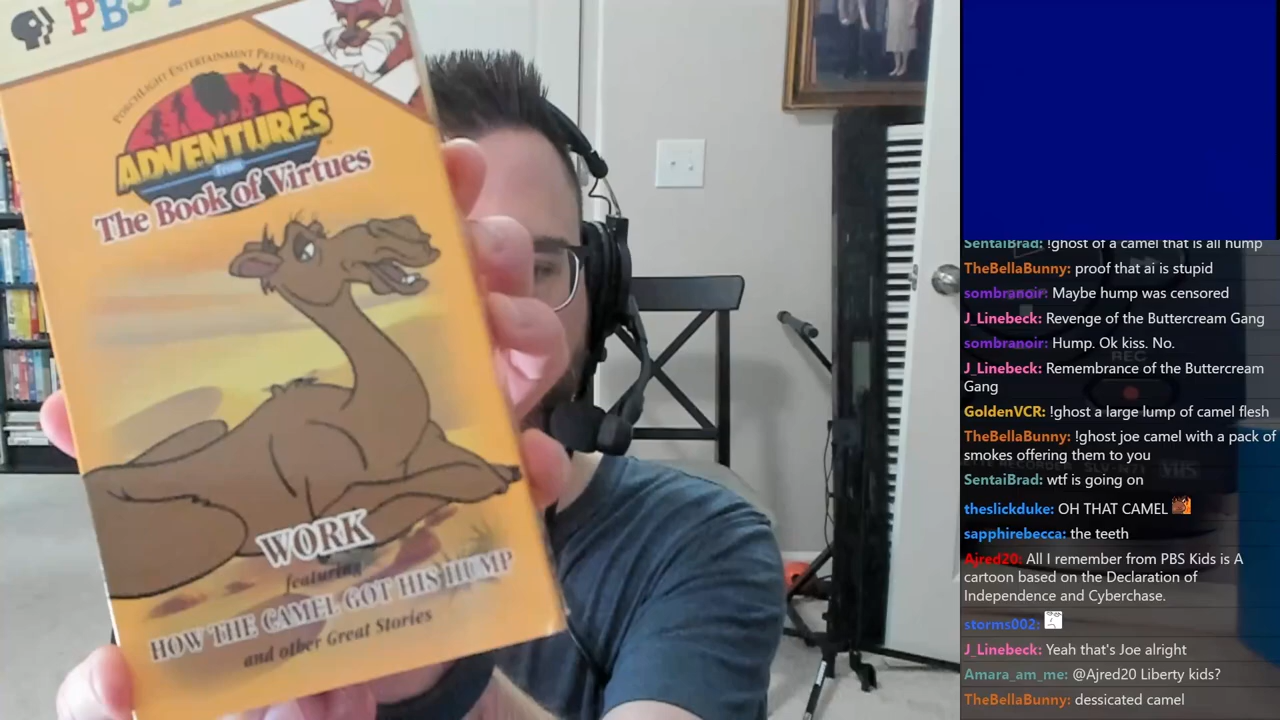 PBS
PORCHLIGHT ENTERTAINMENT PRESENTS
ADVENTURES
FROM
The Book of Virtues
WORK
featuring
HOW THE CAMEL GOT HIS HUMP
and other Great Stories
SentaiBrad: !ghost of a camel that is all hump
TheBellaBunny: proof that ai is stupid
sombranoir: Maybe hump was censored
J_Linebeck: Revenge of the Buttercream Gang
sombranoir: Hump. Ok kiss. No.
J_Linebeck: Remembrance of the Buttercream
Gang
GoldenVCR: !ghost a large lump of camel flesh
TheBellaBunny: !ghost joe camel with a pack of
smokes offering them to you
SentaiBrad: wtf is going on
theslickduke: OH THAT CAMEL
sapphirebecca: the teeth
Ajred20: All I remember from PBS Kids is A
cartoon based on the Declaration of
Independence and Cyberchase.
storms002:
J_Linebeck: Yeah that's Joe alright
Amara_am_me: @Ajred20 Liberty kids?
TheBellaBunny: dessicated camel
REC
VHS